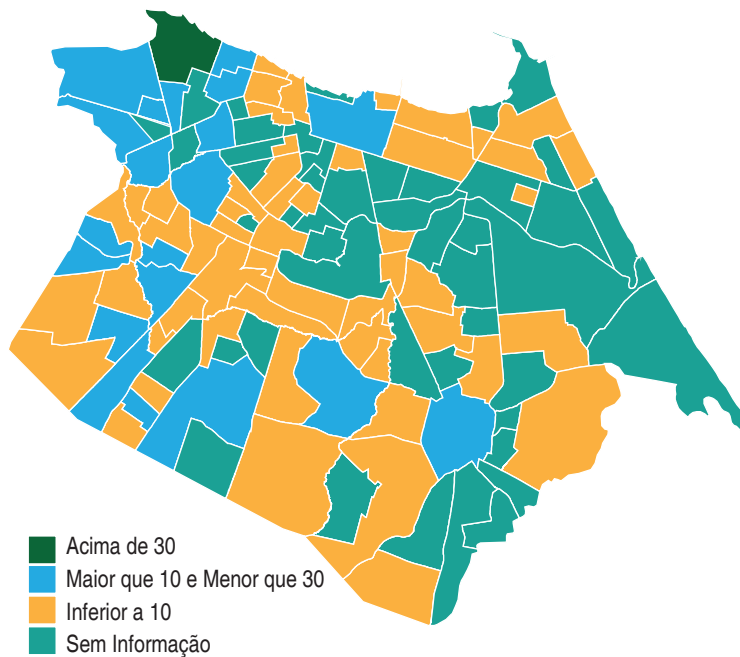 Acima de 30
Maior que 10 e Menor que 30
Inferior a 10
Sem Informação